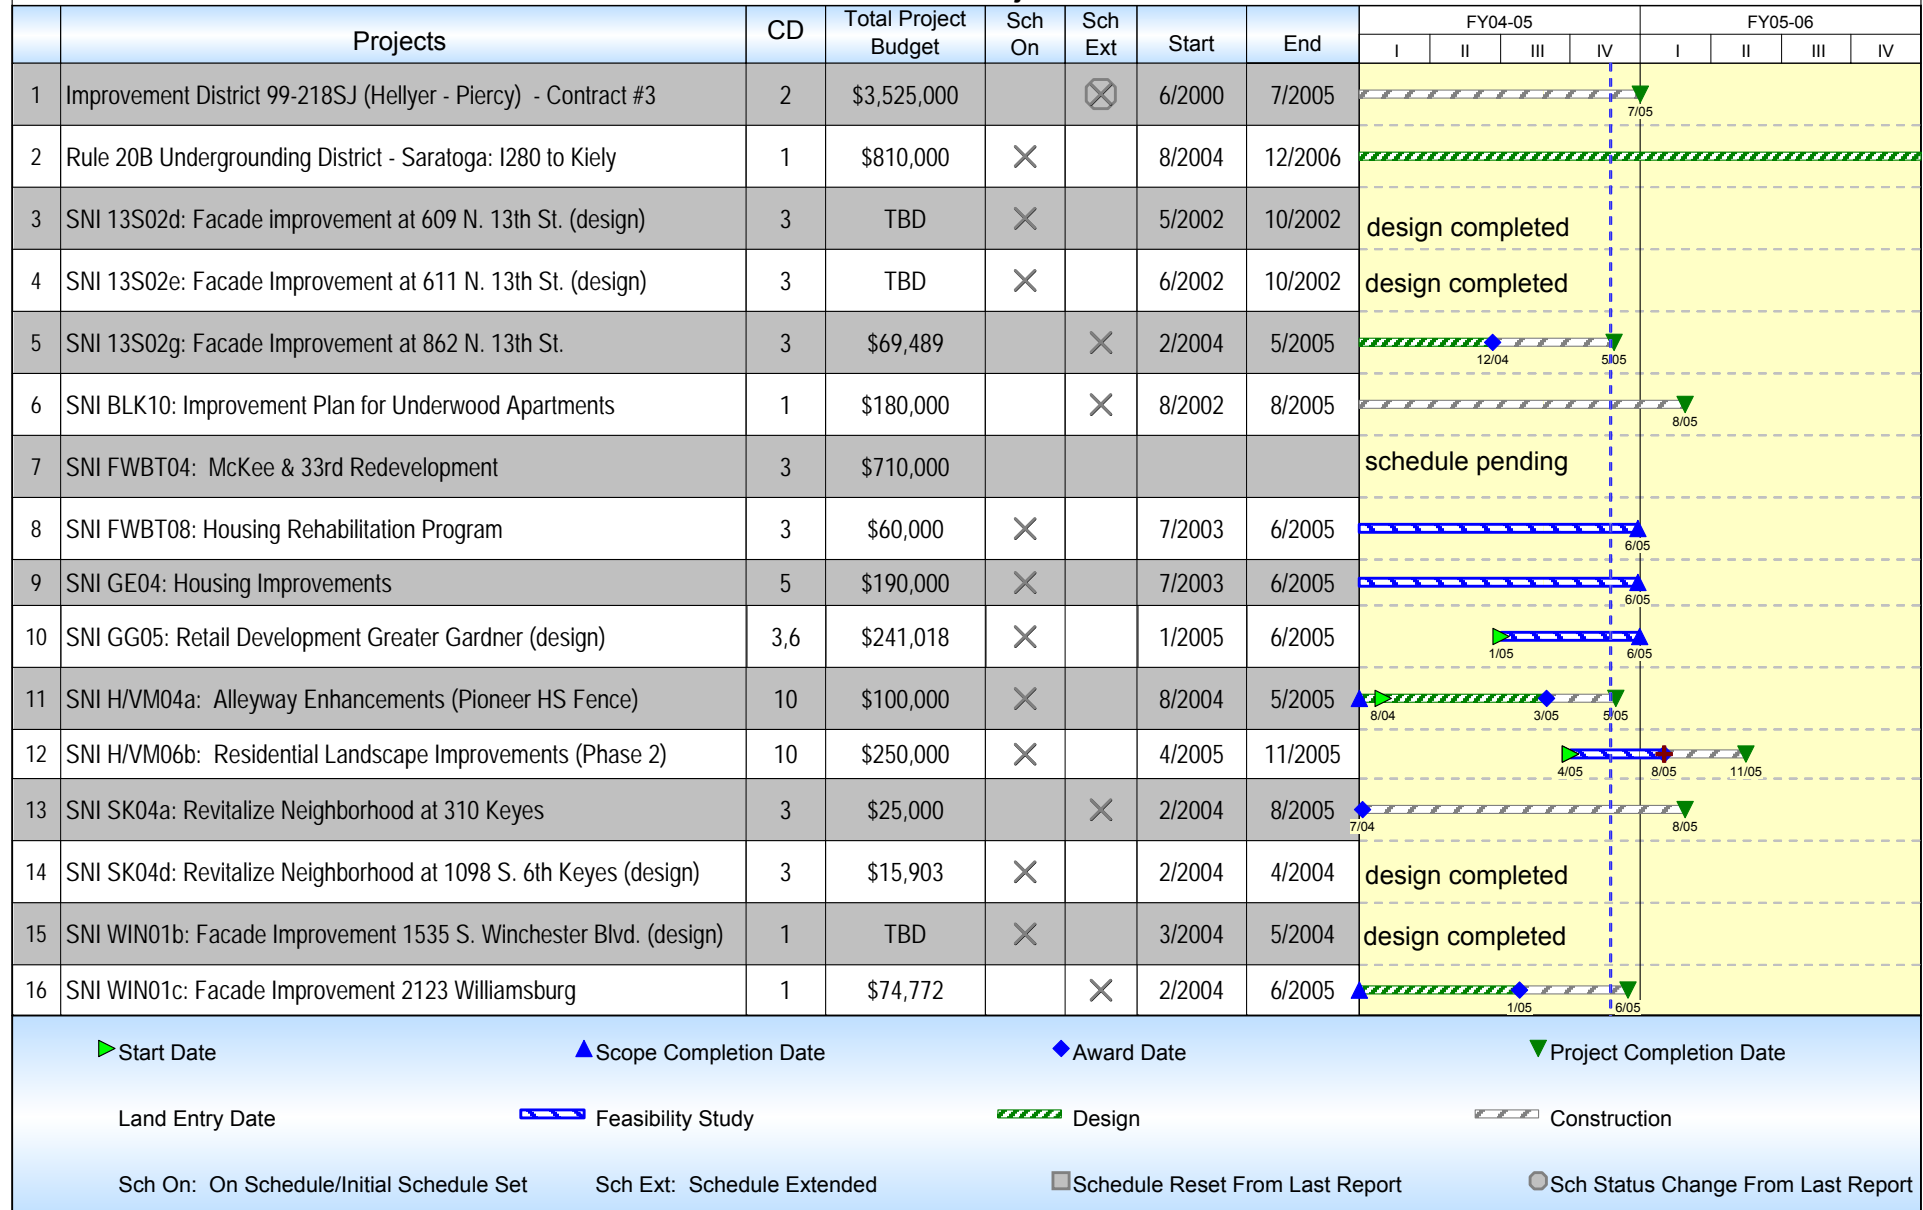 Projects CD Total Project Budget Sch On Sch Ext Start End FY04-05 FY05-06
I II III IV I II III IV
1 Improvement District 99-218SJ (Hellyer - Piercy) - Contract #3 2 $3,525,000 6/2000 7/2005 7/05
2 Rule 20B Undergrounding District - Saratoga: I280 to Kiely 1 $810,000 8/2004 12/2006
3 SNI 13S02d: Facade improvement at 609 N. 13th St. (design) 3 TBD 5/2002 10/2002 design completed
4 SNI 13S02e: Facade Improvement at 611 N. 13th St. (design) 3 TBD 6/2002 10/2002 design completed
5 SNI 13S02g: Facade Improvement at 862 N. 13th St. 3 $69,489 2/2004 5/2005 12/04 5/05
6 SNI BLK10: Improvement Plan for Underwood Apartments 1 $180,000 8/2002 8/2005 8/05
7 SNI FWBT04: McKee & 33rd Redevelopment 3 $710,000 schedule pending
8 SNI FWBT08: Housing Rehabilitation Program 3 $60,000 7/2003 6/2005 6/05
9 SNI GE04: Housing Improvements 5 $190,000 7/2003 6/2005 6/05
10 SNI GG05: Retail Development Greater Gardner (design) 3,6 $241,018 1/2005 6/2005 1/05 6/05
11 SNI H/VM04a: Alleyway Enhancements (Pioneer HS Fence) 10 $100,000 8/2004 5/2005 8/04 3/05 5/05
12 SNI H/VM06b: Residential Landscape Improvements (Phase 2) 10 $250,000 4/2005 11/2005 4/05 8/05 11/05
13 SNI SK04a: Revitalize Neighborhood at 310 Keyes 3 $25,000 2/2004 8/2005 7/04 8/05
14 SNI SK04d: Revitalize Neighborhood at 1098 S. 6th Keyes (design) 3 $15,903 2/2004 4/2004 design completed
15 SNI WIN01b: Facade Improvement 1535 S. Winchester Blvd. (design) 1 TBD 3/2004 5/2004 design completed
16 SNI WIN01c: Facade Improvement 2123 Williamsburg 1 $74,772 2/2004 6/2005 1/05 6/05
Start Date Scope Completion Date Award Date Project Completion Date
Land Entry Date Feasibility Study Design Construction
Sch On: On Schedule/Initial Schedule Set Sch Ext: Schedule Extended Schedule Reset From Last Report Sch Status Change From Last Report